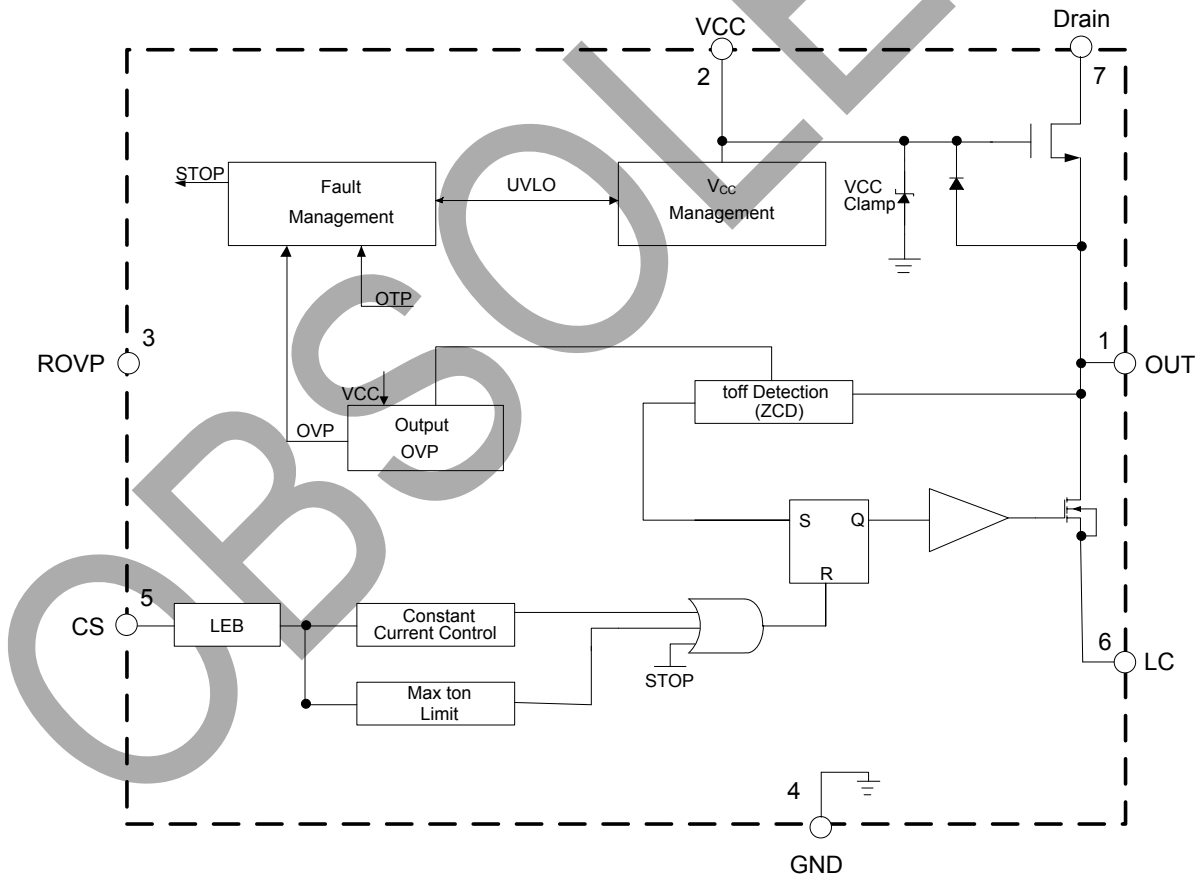 VCC
Drain
2
7
STOP
Fault
Management
UVLO
VCC
Management
VCC
Clamp
OTP
3
ROVP
1
OUT
VCC
toff Detection
(ZCD)
OVP
Output
OVP
S
Q
R
5
CS
LEB
Constant
Current Control
6
LC
STOP
Max ton
Limit
4
GND
OBSOLE